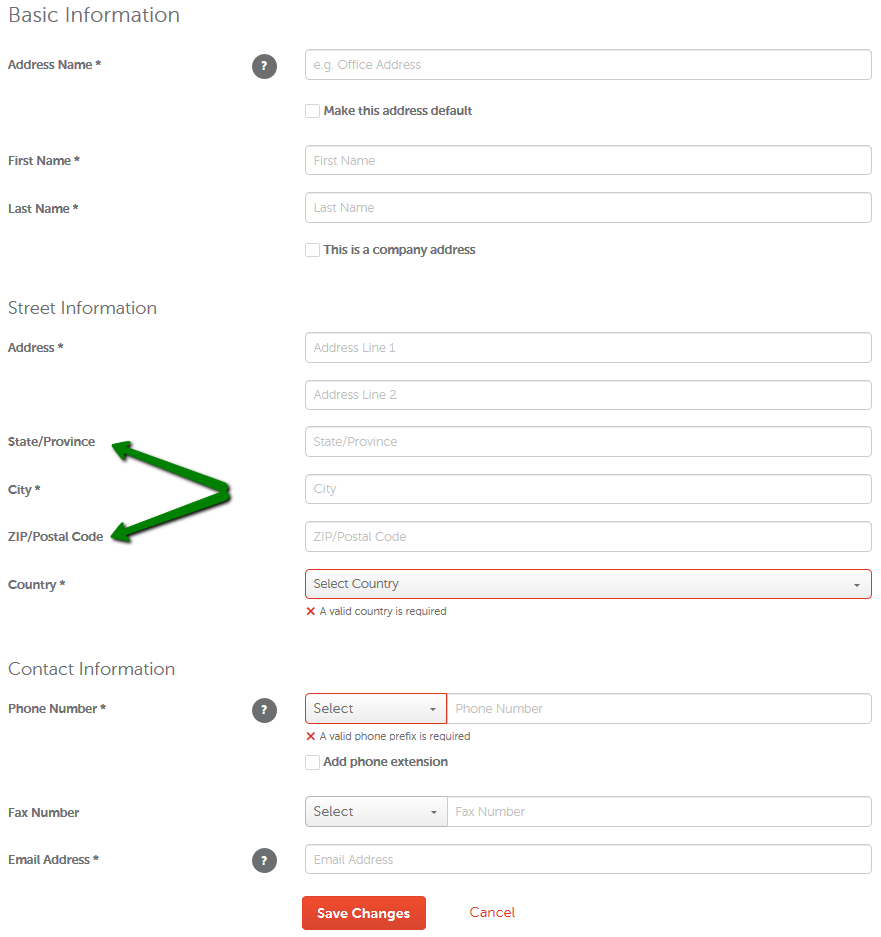 Basic Information
Address Name *
?
e.g. Office Address
Make this address default
First Name *
First Name
Last Name *
Last Name
This is a company address
Street Information
Address *
Address Line 1
Address Line 2
State/Province
State/Province
City *
City
ZIP/Postal Code
ZIP/Postal Code
Country *
Select Country
✕ A valid country is required
Contact Information
Phone Number *
?
Select
Phone Number
✕ A valid phone prefix is required
Add phone extension
Fax Number
Select
Fax Number
Email Address *
?
Email Address
Save Changes
Cancel